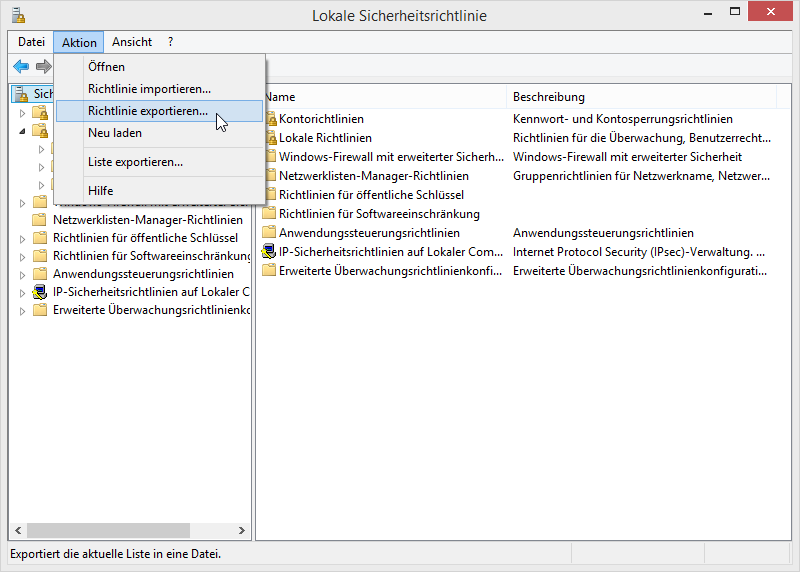 Lokale Sicherheitsrichtlinie
Datei Aktion Ansicht ?
Öffnen
Richtlinie importieren...
Richtlinie exportieren...
Neu laden
Liste exportieren...
Hilfe
Netzwerklisten-Manager-Richtlinien
Richtlinien für öffentliche Schlüssel
Richtlinien für Softwareeinschränkung
Anwendungssteuerungsrichtlinien
IP-Sicherheitsrichtlinien auf Lokaler C
Erweiterte Überwachungsrichtlinienko
Name Beschreibung
Kontorichtlinien Kennwort- und Kontosperrungsrichtlinien
Lokale Richtlinien Richtlinien für die Überwachung, Benutzerrecht...
Windows-Firewall mit erweiterter Sicherh... Windows-Firewall mit erweiterter Sicherheit
Netzwerklisten-Manager-Richtlinien Gruppenrichtlinien für Netzwerkname, Netzwer...
Richtlinien für öffentliche Schlüssel
Richtlinien für Softwareeinschränkung
Anwendungssteuerungsrichtlinien Anwendungssteuerungsrichtlinien
IP-Sicherheitsrichtlinien auf Lokaler Com... Internet Protocol Security (IPsec)-Verwaltung. ...
Erweiterte Überwachungsrichtlinienkonfi... Erweiterte Überwachungsrichtlinienkonfigurati...
Exportiert die aktuelle Liste in eine Datei.